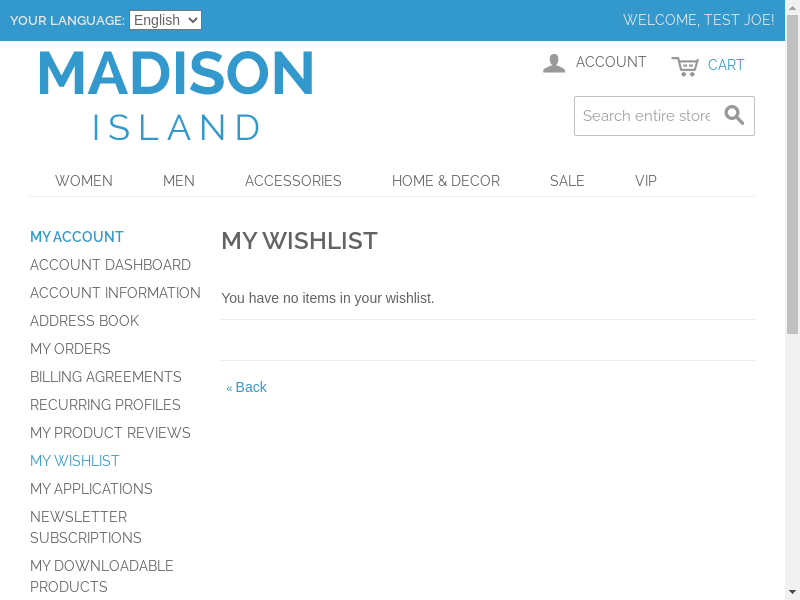 YOUR LANGUAGE: English
WELCOME, TEST JOE!
MADISON
ISLAND
ACCOUNT
CART
Search entire store
WOMEN MEN ACCESSORIES HOME & DECOR SALE VIP
MY ACCOUNT
ACCOUNT DASHBOARD
ACCOUNT INFORMATION
ADDRESS BOOK
MY ORDERS
BILLING AGREEMENTS
RECURRING PROFILES
MY PRODUCT REVIEWS
MY WISHLIST
MY APPLICATIONS
NEWSLETTER
SUBSCRIPTIONS
MY DOWNLOADABLE
PRODUCTS
MY WISHLIST
You have no items in your wishlist.
« Back